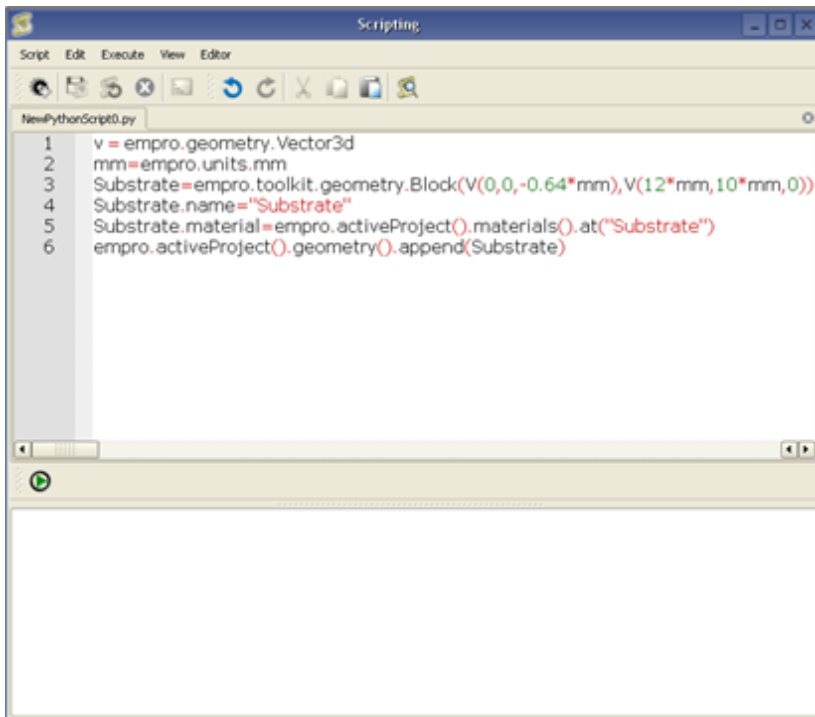 Scripting
Script Edit Execute View Editor
NewPythonScript0.py
1 v = empro.geometry.Vector3d
2 mm=empro.units.mm
3 Substrate=empro.toolkit.geometry.Block(V(0,0,-0.64*mm),V(12*mm,10*mm,0))
4 Substrate.name="Substrate"
5 Substrate.material=empro.activeProject().materials().at("Substrate")
6 empro.activeProject().geometry().append(Substrate)